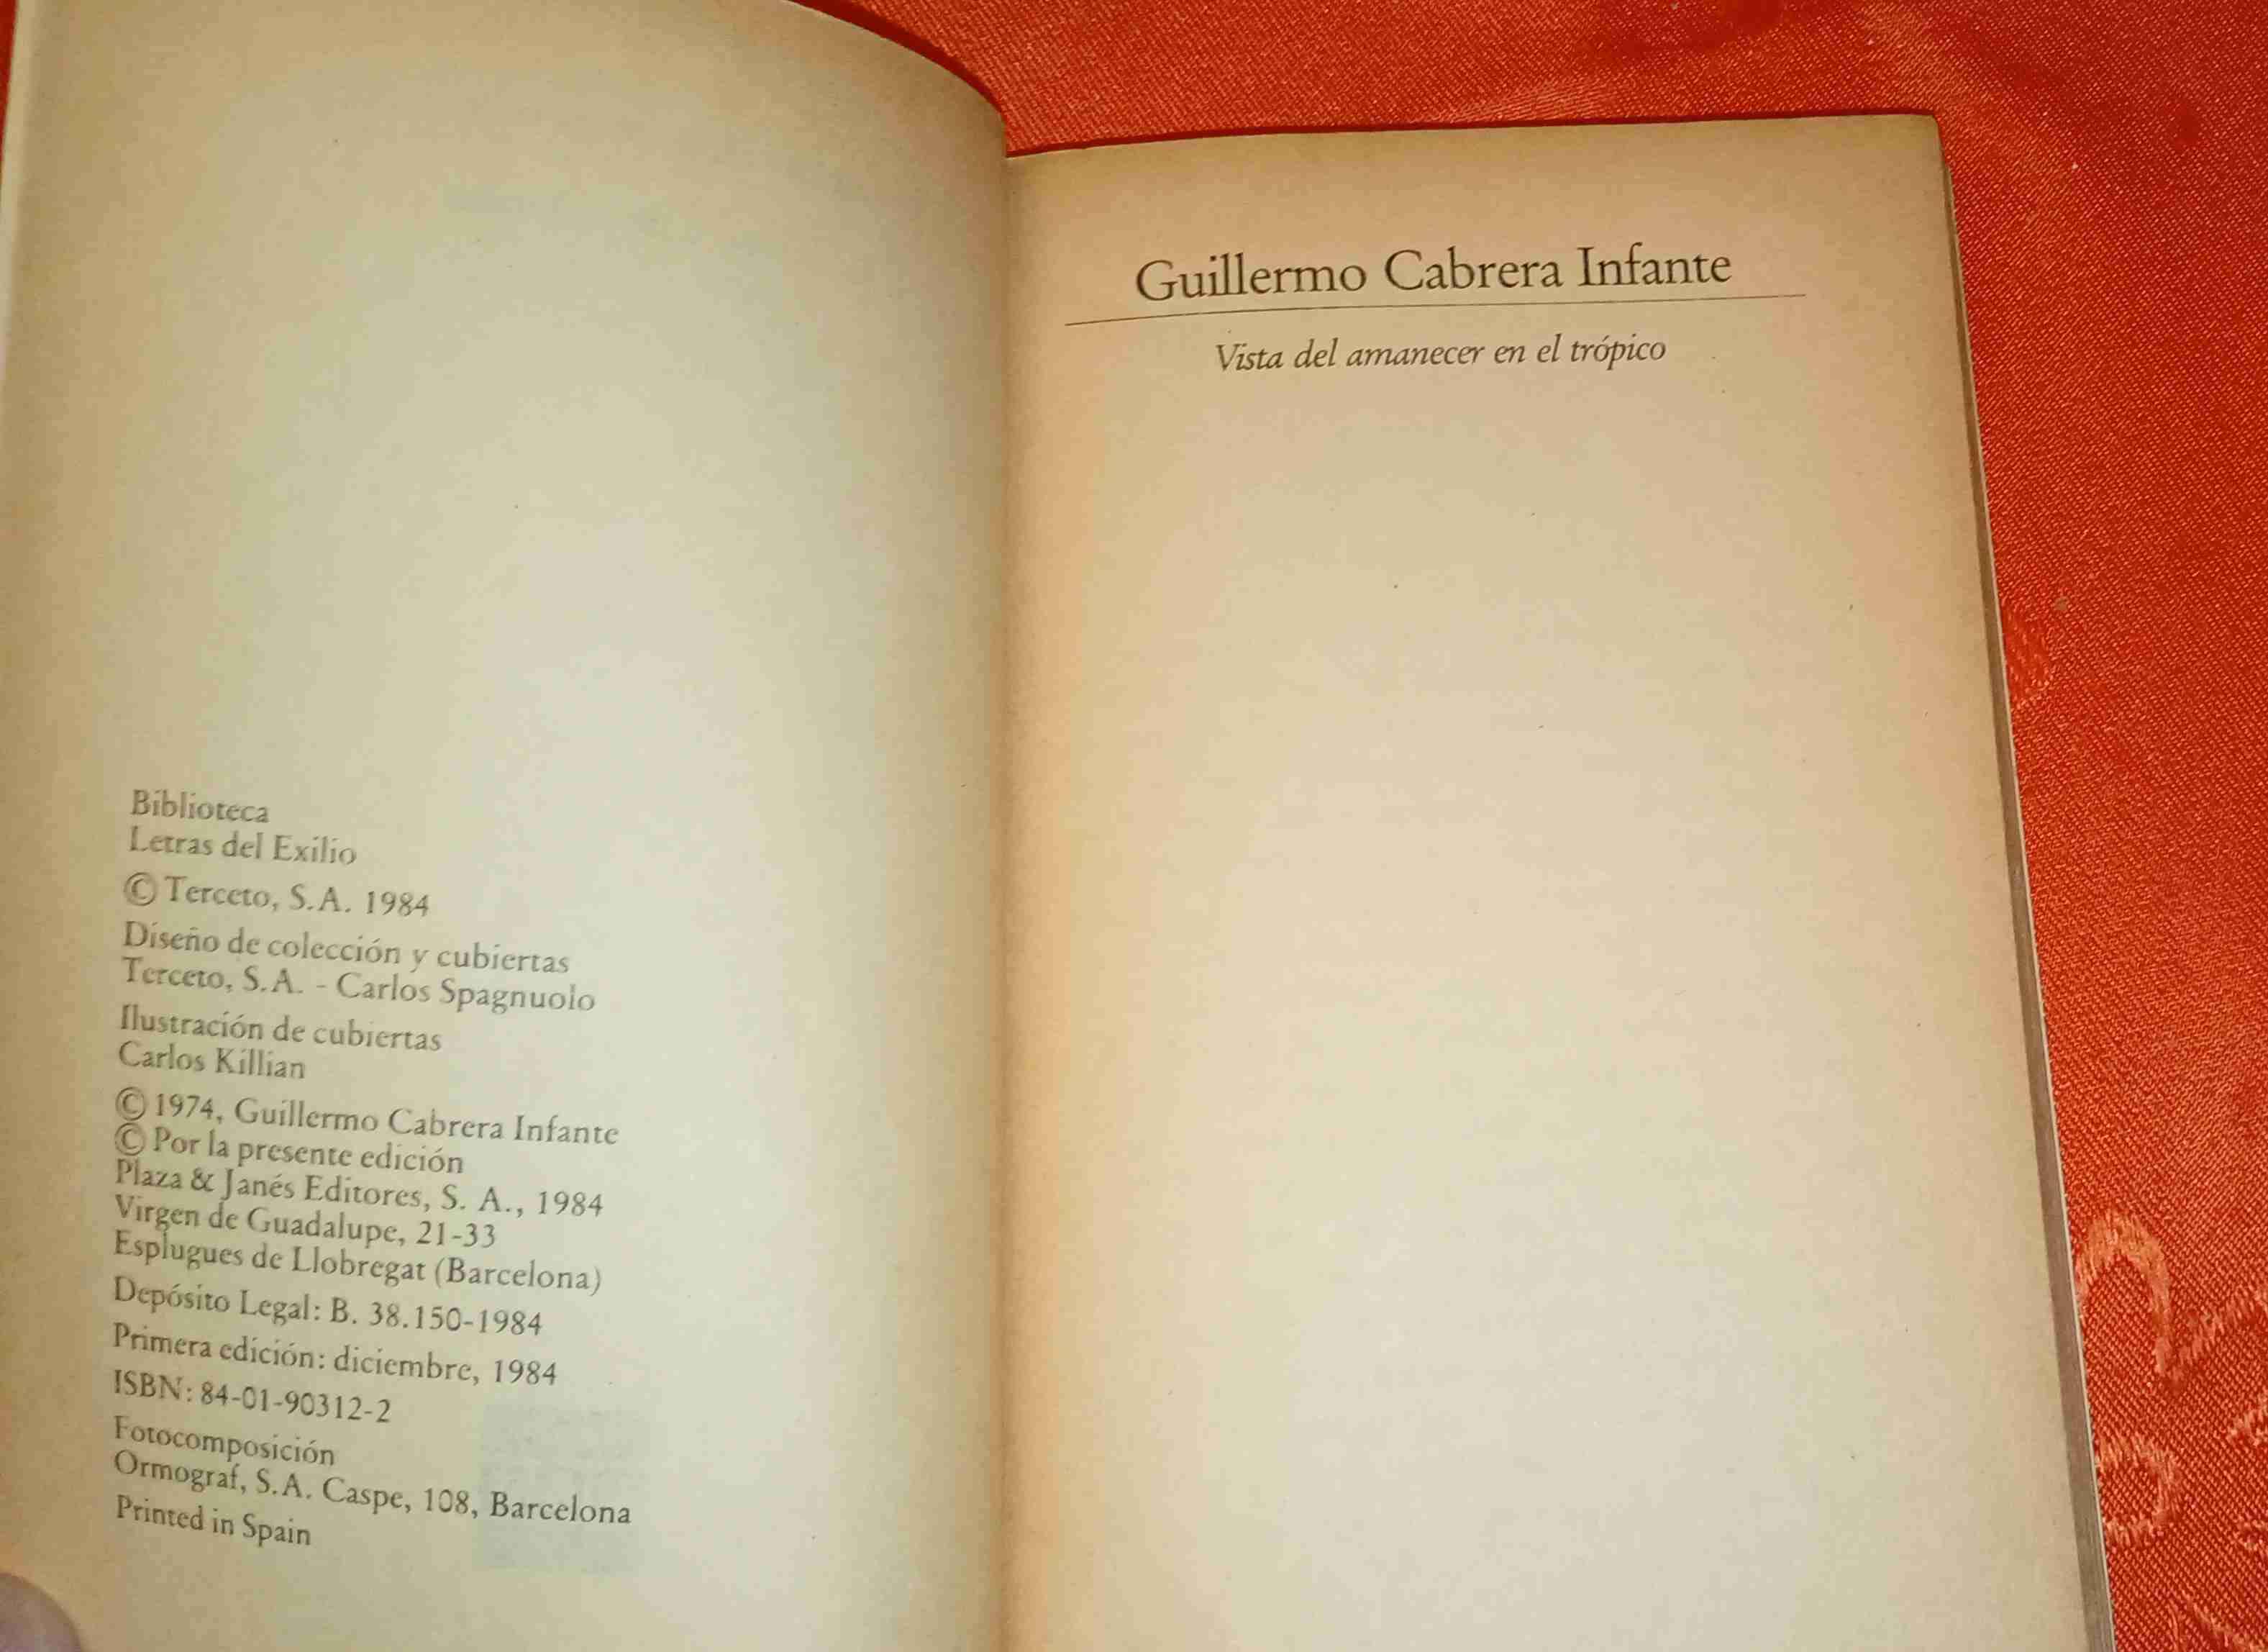 Biblioteca
Letras del Exilio
© Terceto, S.A. 1984
Diseño de colección y cubiertas
Terceto, S.A. - Carlos Spagnuolo
Ilustración de cubiertas
Carlos Killian
© 1974, Guillermo Cabrera Infante
© Por la presente edición
Plaza & Janés Editores, S. A., 1984
Virgen de Guadalupe, 21-33
Esplugues de Llobregat (Barcelona)
Depósito Legal: B. 38.150-1984
Primera edición: diciembre, 1984
ISBN: 84-01-90312-2
Fotocomposición
Ormograf, S.A. Caspe, 108, Barcelona
Printed in Spain
Guillermo Cabrera Infante
Vista del amanecer en el trópico